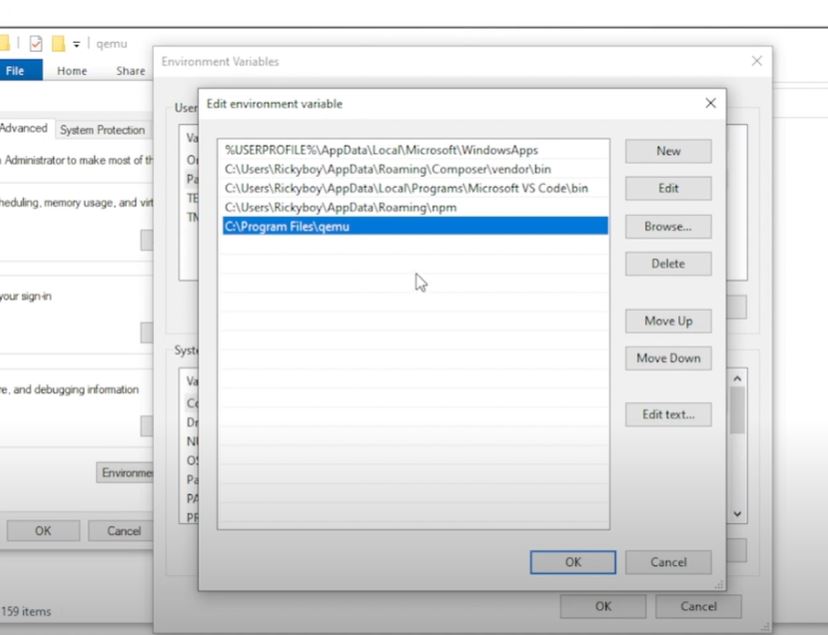 qemu
Environment Variables
File Home Share
User
Edit environment variable
Advanced System Protection
%USERPROFILE%\AppData\Local\Microsoft\WindowsApps
New
Administrator to make most of th
C:\Users\Rickyboy\AppData\Roaming\Composer\vendor\bin
C:\Users\Rickyboy\AppData\Local\Programs\Microsoft VS Code\bin
Edit
heduling, memory usage, and virt
C:\Users\Rickyboy\AppData\Roaming\npm
C:\Program Files\qemu
Browse...
Va
On
Pa
TE
TM
Delete
your sign-in
Move Up
Syste
Move Down
re, and debugging information
Va
Co
Dr
NU
OS
Pa
PA
PR
Edit text...
Environme
OK Cancel
OK Cancel
159 items
OK Cancel